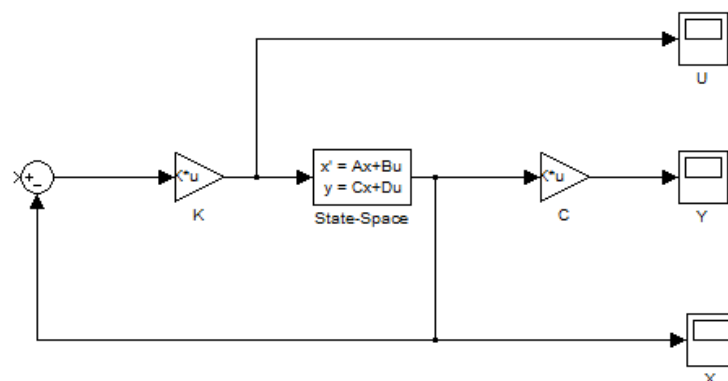 U
+
−
K*u
K
x' = Ax+Bu
y = Cx+Du
State-Space
K*u
C
Y
X